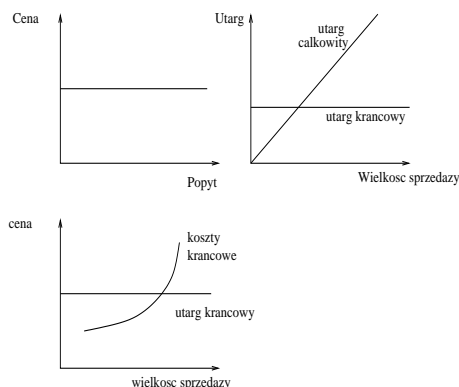 Cena
Popyt
Utarg
utarg
calkowity
utarg krancowy
Wielkosc sprzedazy
cena
koszty
krancowe
utarg krancowy
wielkosc sprzedazy